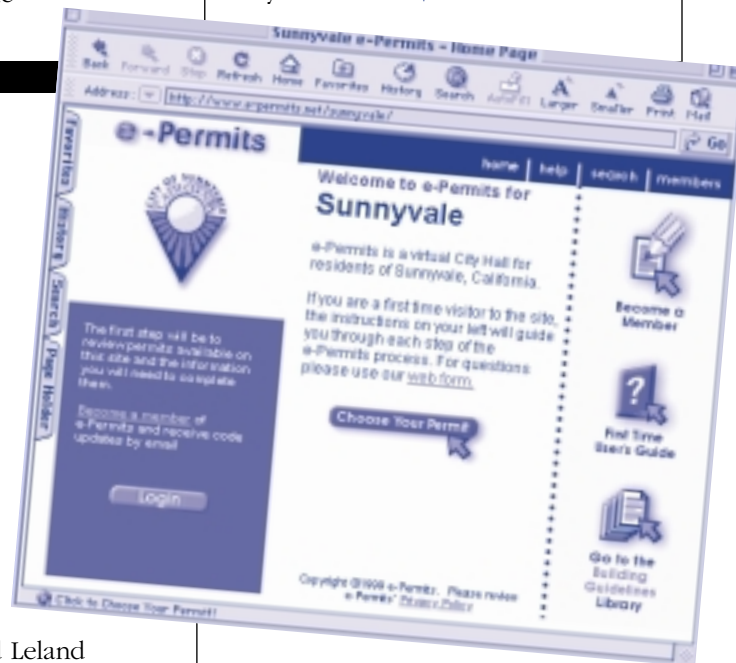 Sunnyvale e-Permits - Home Page
Back Forward Stop Refresh Home Favorites History Search AutoFill Larger Smaller Print Mail
Address: http://www.e-permits.net/sunnyvale/ Go
Favorites
History
Search
Page Holder
e-Permits
home | help | search | members
CITY OF SUNNYVALE
Welcome to e-Permits for
Sunnyvale
e-Permits is a virtual City Hall for
residents of Sunnyvale, California.
If you are a first time visitor to the site,
the instructions on your left will guide
you through each step of the
e-Permits process. For questions
please use our web form.
Choose Your Permit
The first step will be to
review permits available on
this site and the information
you will need to complete
them.
Become a member of
e-Permits and receive code
updates by email
Login
Become a
Member
?
First Time
User's Guide
Go to the
Building
Guidelines
Library
Copyright ©1999 e-Permits. Please review
e-Permits' Privacy Policy
Click to Choose Your Permit!
Leland